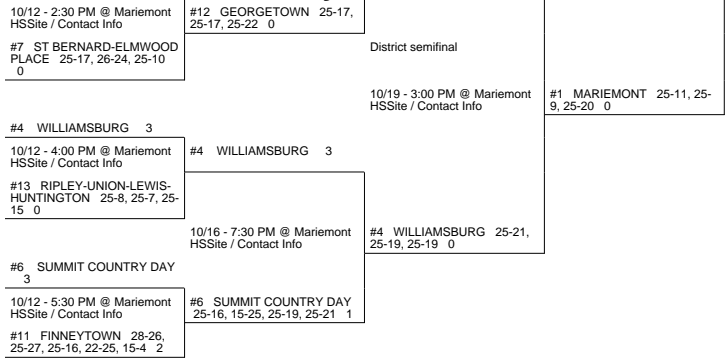 10/12 - 2:30 PM @ Mariemont
HSSite / Contact Info
#7 ST BERNARD-ELMWOOD
PLACE 25-17, 26-24, 25-10
0
#4 WILLIAMSBURG 3
10/12 - 4:00 PM @ Mariemont
HSSite / Contact Info
#13 RIPLEY-UNION-LEWIS-
HUNTINGTON 25-8, 25-7, 25-
15 0
#6 SUMMIT COUNTRY DAY
3
10/12 - 5:30 PM @ Mariemont
HSSite / Contact Info
#11 FINNEYTOWN 28-26,
25-27, 25-16, 22-25, 15-4 2
#12 GEORGETOWN 25-17,
25-17, 25-22 0
#4 WILLIAMSBURG 3
10/16 - 7:30 PM @ Mariemont
HSSite / Contact Info
#6 SUMMIT COUNTRY DAY
25-16, 15-25, 25-19, 25-21 1
District semifinal
10/19 - 3:00 PM @ Mariemont
HSSite / Contact Info
#4 WILLIAMSBURG 25-21,
25-19, 25-19 0
#1 MARIEMONT 25-11, 25-
9, 25-20 0